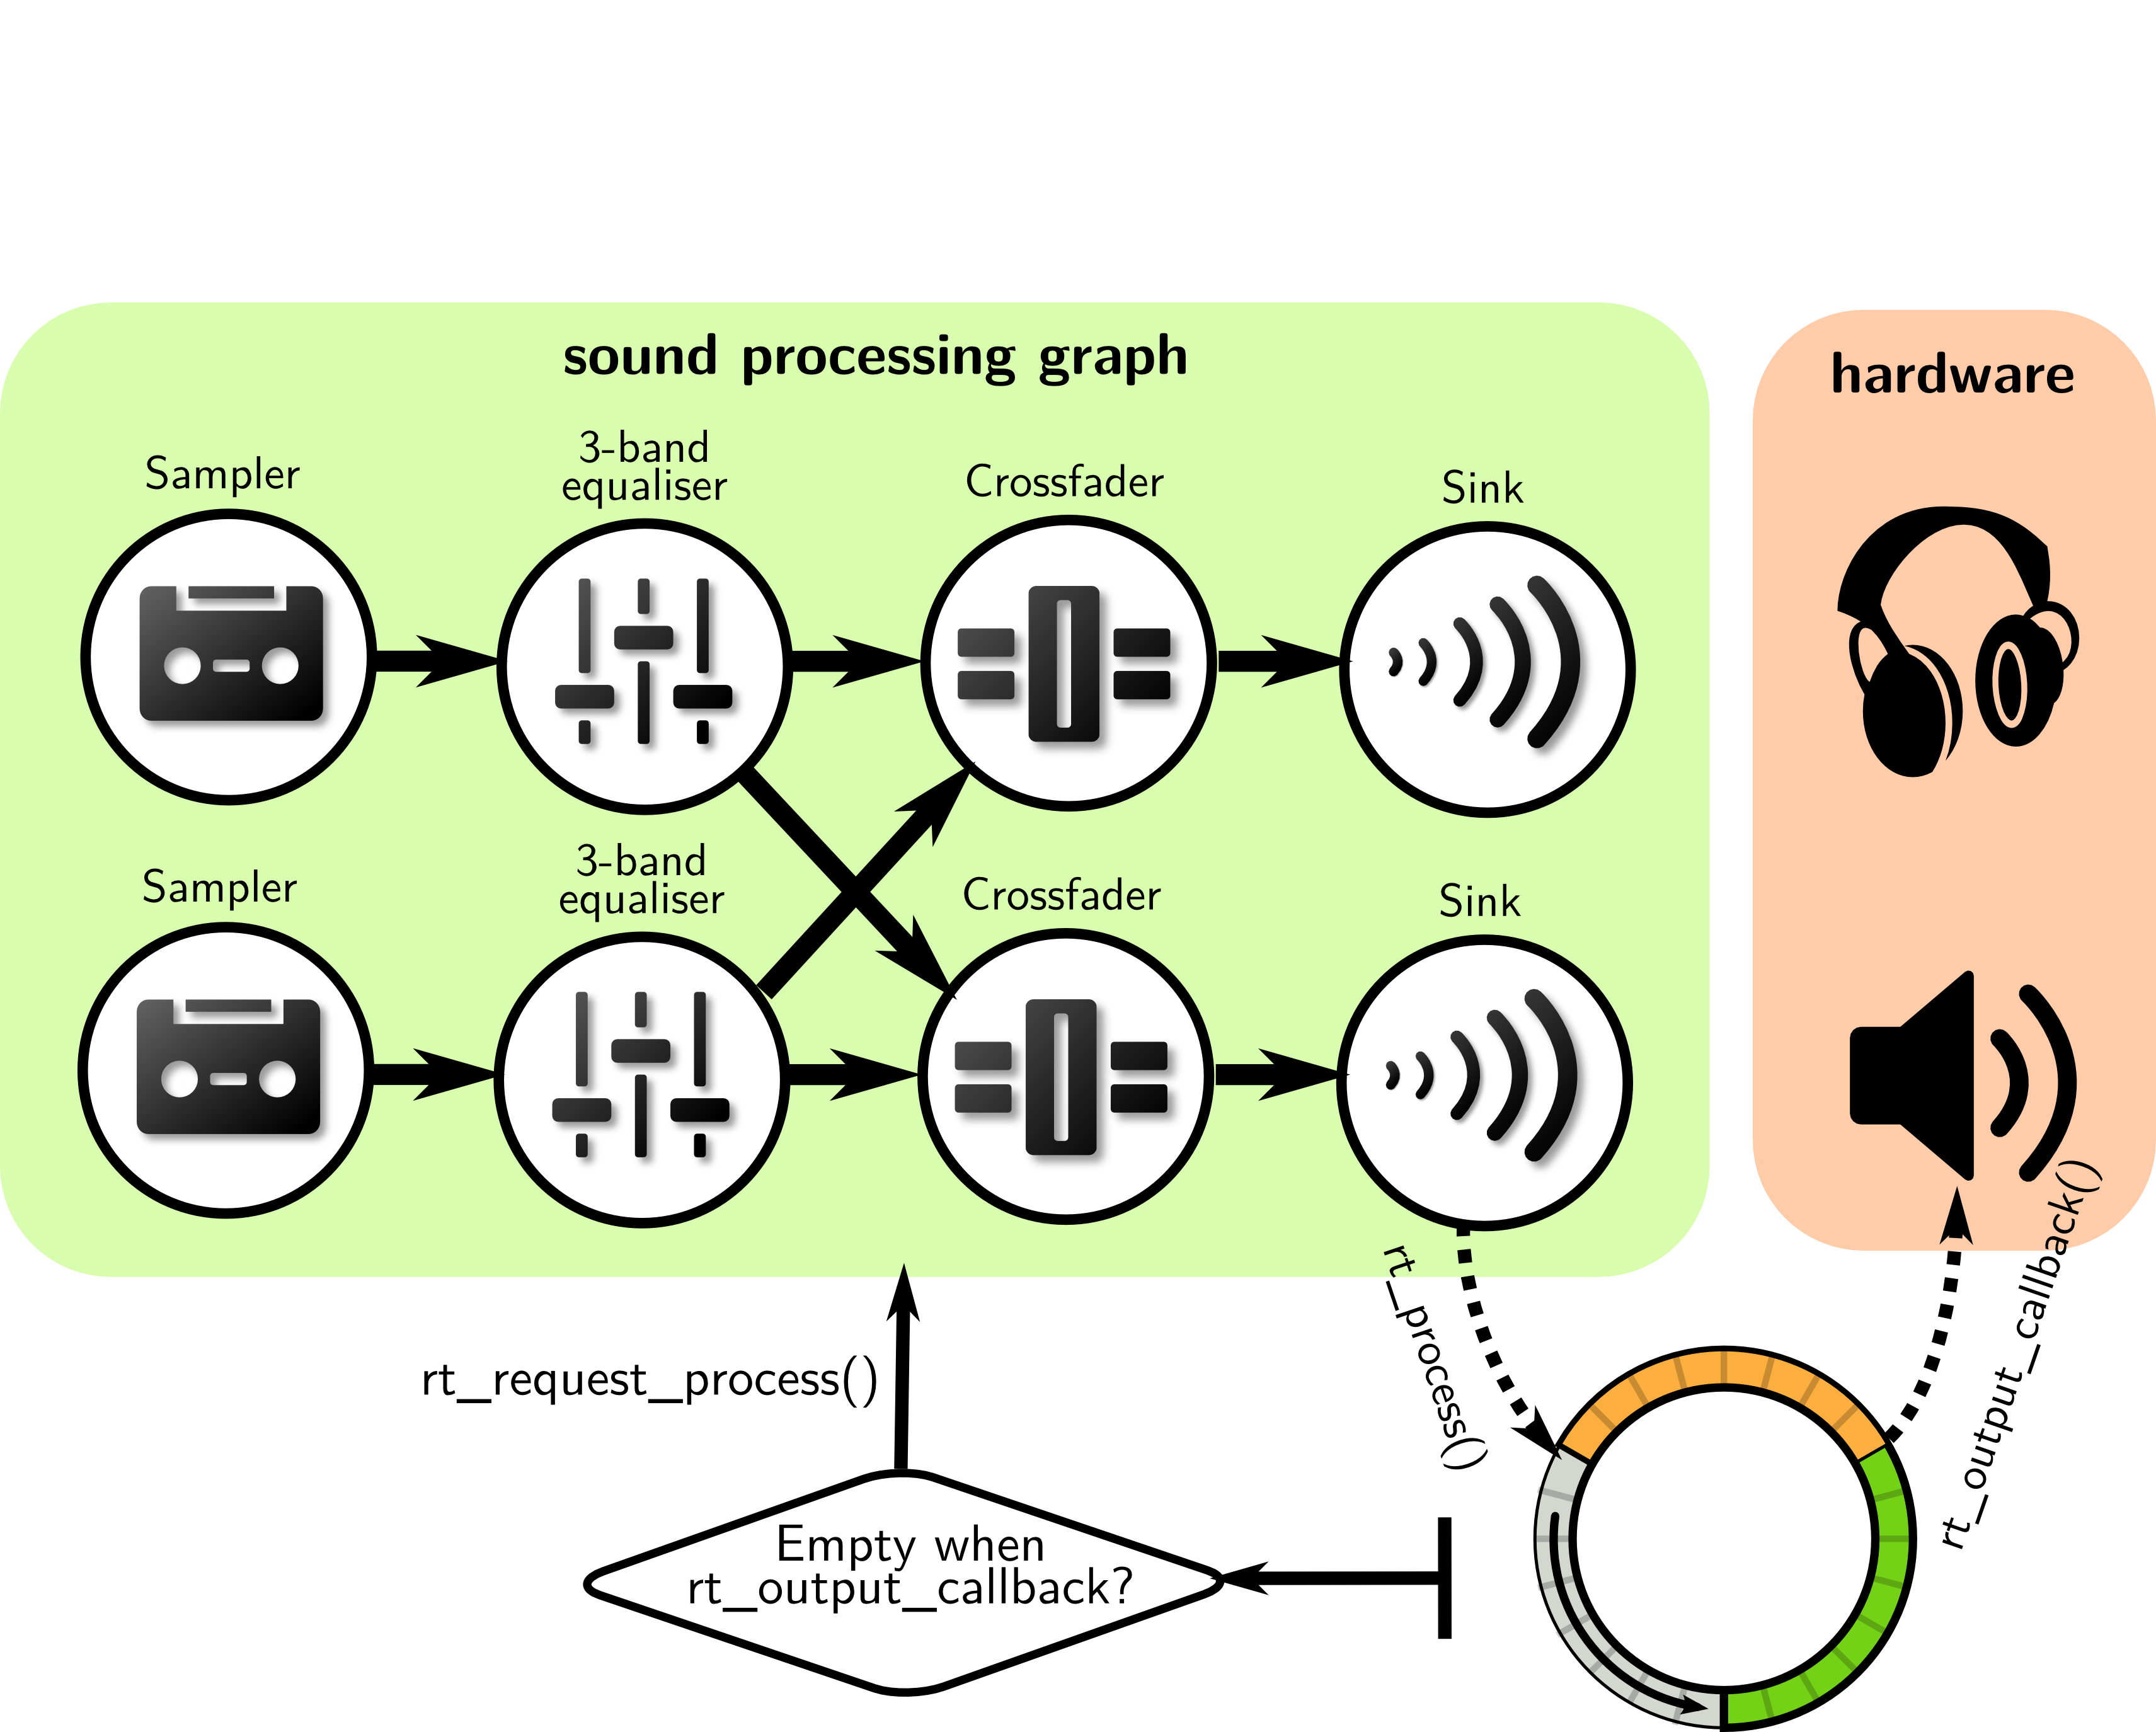 sound processing graph
hardware
Sampler
3-band
equaliser
Crossfader
Sink
Sampler
3-band
equaliser
Crossfader
Sink
rt_process()
rt_output_callback()
rt_request_process()
Empty when
rt_output_callback?